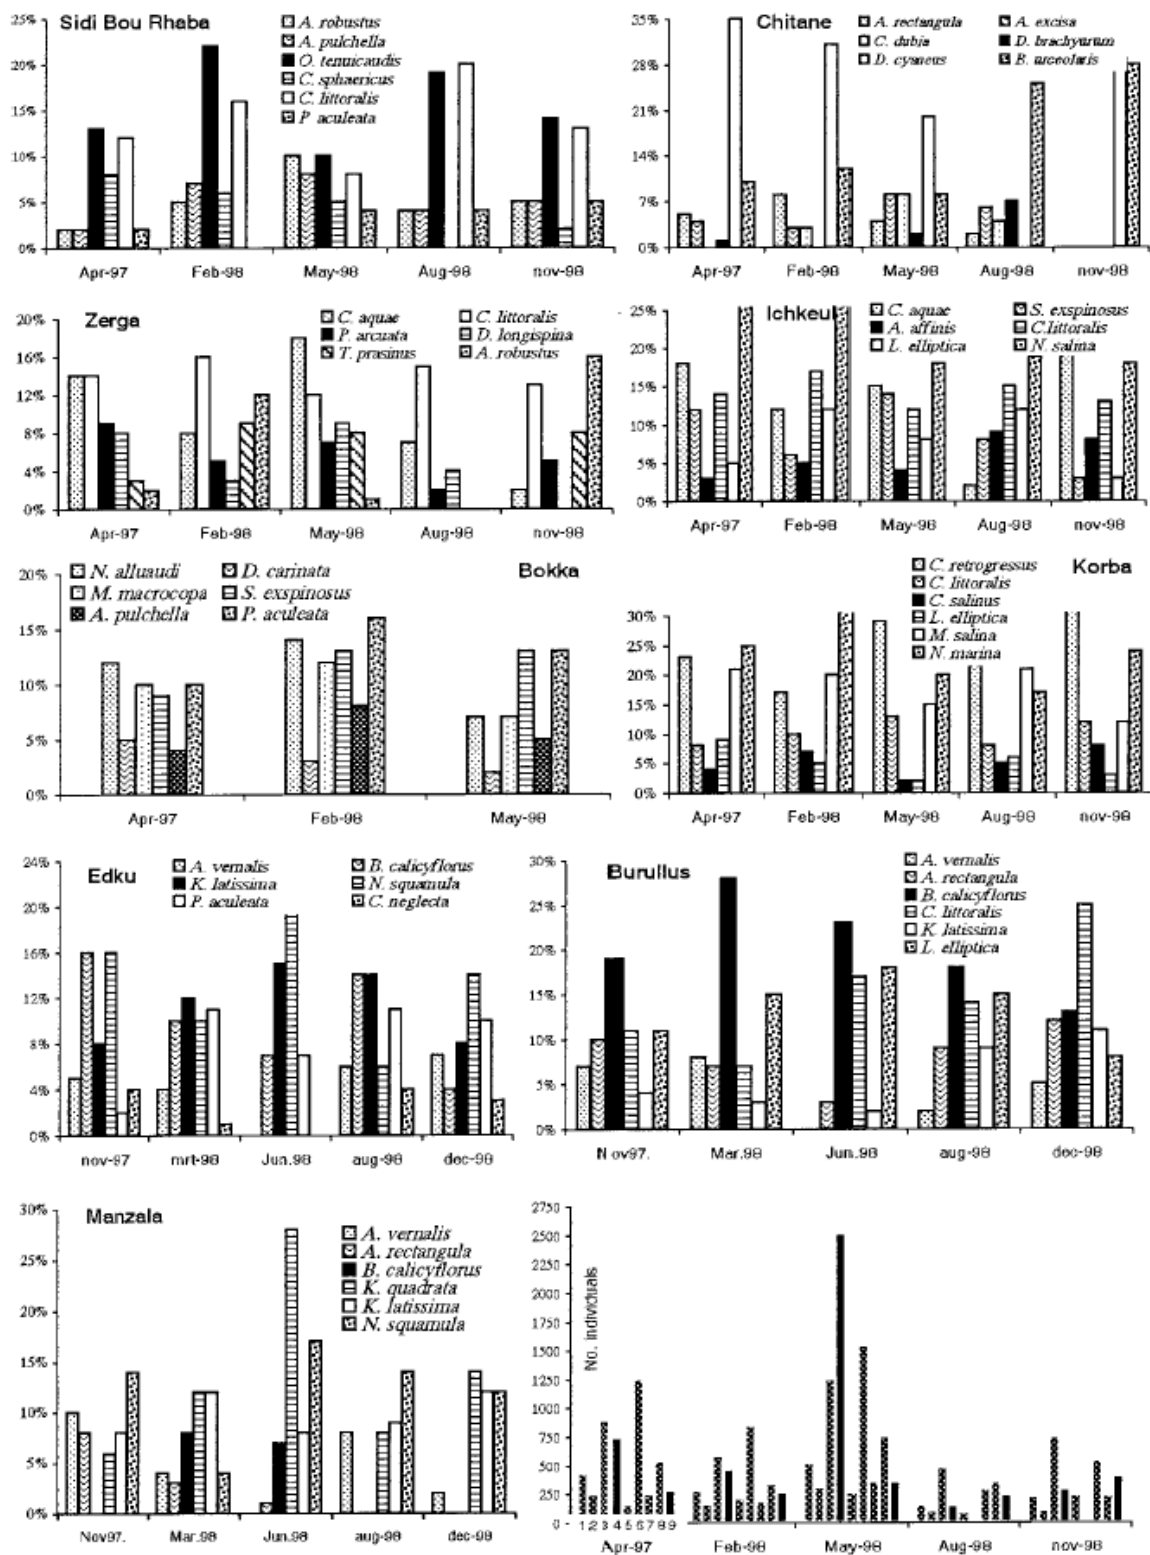 Sidi Bou Rhaba
A. robustus
A. pulchella
O. tenuicaudis
C. sphaericus
C. littoralis
P. aculeata
25%
20%
15%
10%
5%
0%
Apr-97 Feb-98 May-98 Aug-98 nov-98
Chitane
A. rectangula A. excisa
C. dubia D. brachyurum
D. cyaneus B. urceolaris
35%
28%
21%
14%
7%
0%
Apr-97 Feb-98 May-98 Aug-98 nov-98
Zerga
C. aquae C. littoralis
P. arcuata D. longispina
T. prasinus A. robustus
20%
16%
12%
8%
4%
0%
Apr-97 Feb-98 May-98 Aug-98 nov-98
Ichkeul
C. aquae S. exspinosus
A. affinis C.littoralis
L. elliptica N. salina
25%
20%
15%
10%
5%
0%
Apr-97 Feb-98 May-98 Aug-98 nov-98
Bokka
N. alluaudi D. carinata
M. macrocopa S. exspinosus
A. pulchella P. aculeata
20%
15%
10%
5%
0%
Apr-97 Feb-98 May-98
Korba
C. retrogressus
C. littoralis
C. salinus
L. elliptica
M. salina
N. marina
30%
25%
20%
15%
10%
5%
0%
Apr-97 Feb-98 May-98 Aug-98 nov-98
Edku
A. vernalis B. calicyflorus
K. latissima N. squamula
P. aculeata C. neglecta
24%
20%
16%
12%
8%
4%
0%
nov-97 mrt-98 Jun.98 aug-98 dec-98
Burullus
A. vernalis
A. rectangula
B. calicyflorus
C. littoralis
K. latissima
L. elliptica
30%
25%
20%
15%
10%
5%
0%
Nov97. Mar.98 Jun.98 aug-98 dec-98
Manzala
A. vernalis
A. rectangula
B. calicyflorus
K. quadrata
K. latissima
N. squamula
30%
25%
20%
15%
10%
5%
0%
Nov97. Mar.98 Jun.98 aug-98 dec-98
No. individuals
2750
2500
2250
2000
1750
1500
1250
1000
750
500
250
0
1 2 3 4 5 6 7 8 9
Apr-97 Feb-98 May-98 Aug-98 nov-98